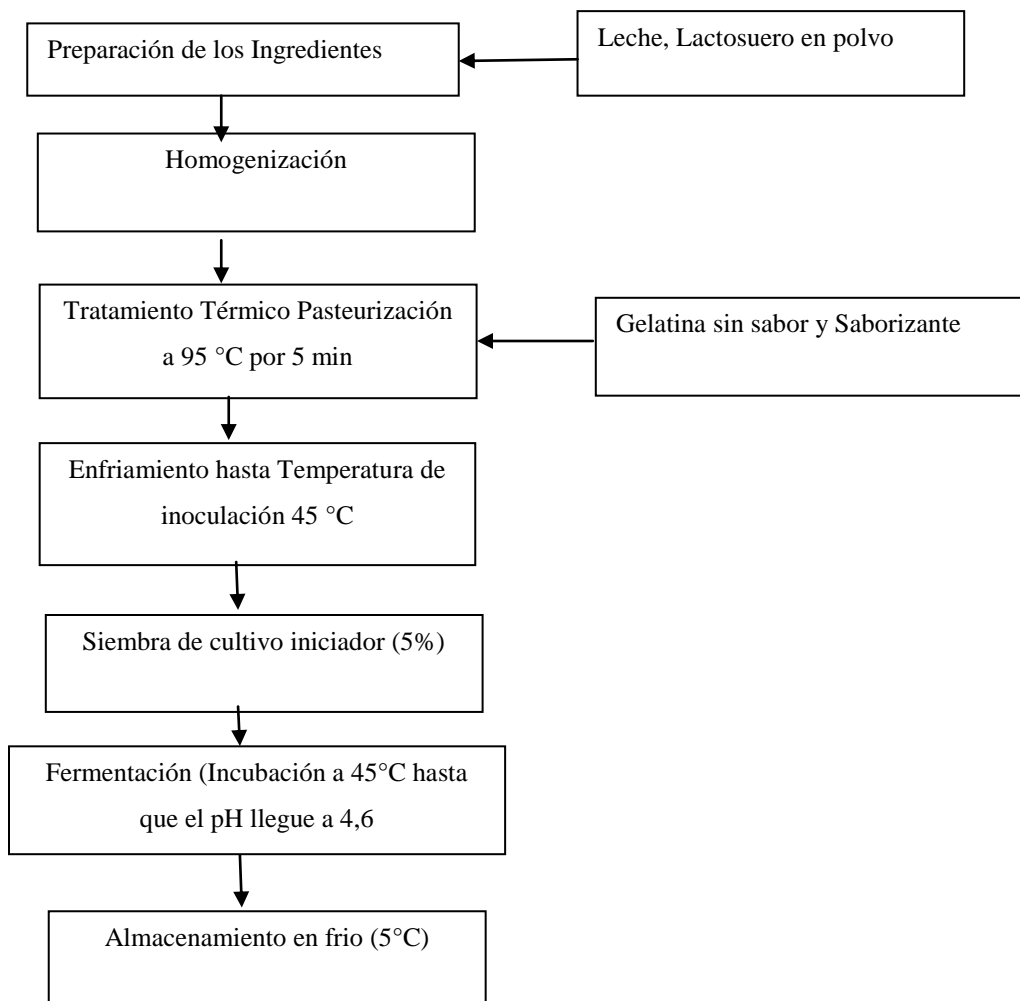 Preparación de los Ingredientes
Leche, Lactosuero en polvo
Homogenización
Tratamiento Térmico Pasteurización
a 95 °C por 5 min
Gelatina sin sabor y Saborizante
Enfriamiento hasta Temperatura de
inoculación 45 °C
Siembra de cultivo iniciador (5%)
Fermentación (Incubación a 45°C hasta
que el pH llegue a 4,6
Almacenamiento en frio (5°C)